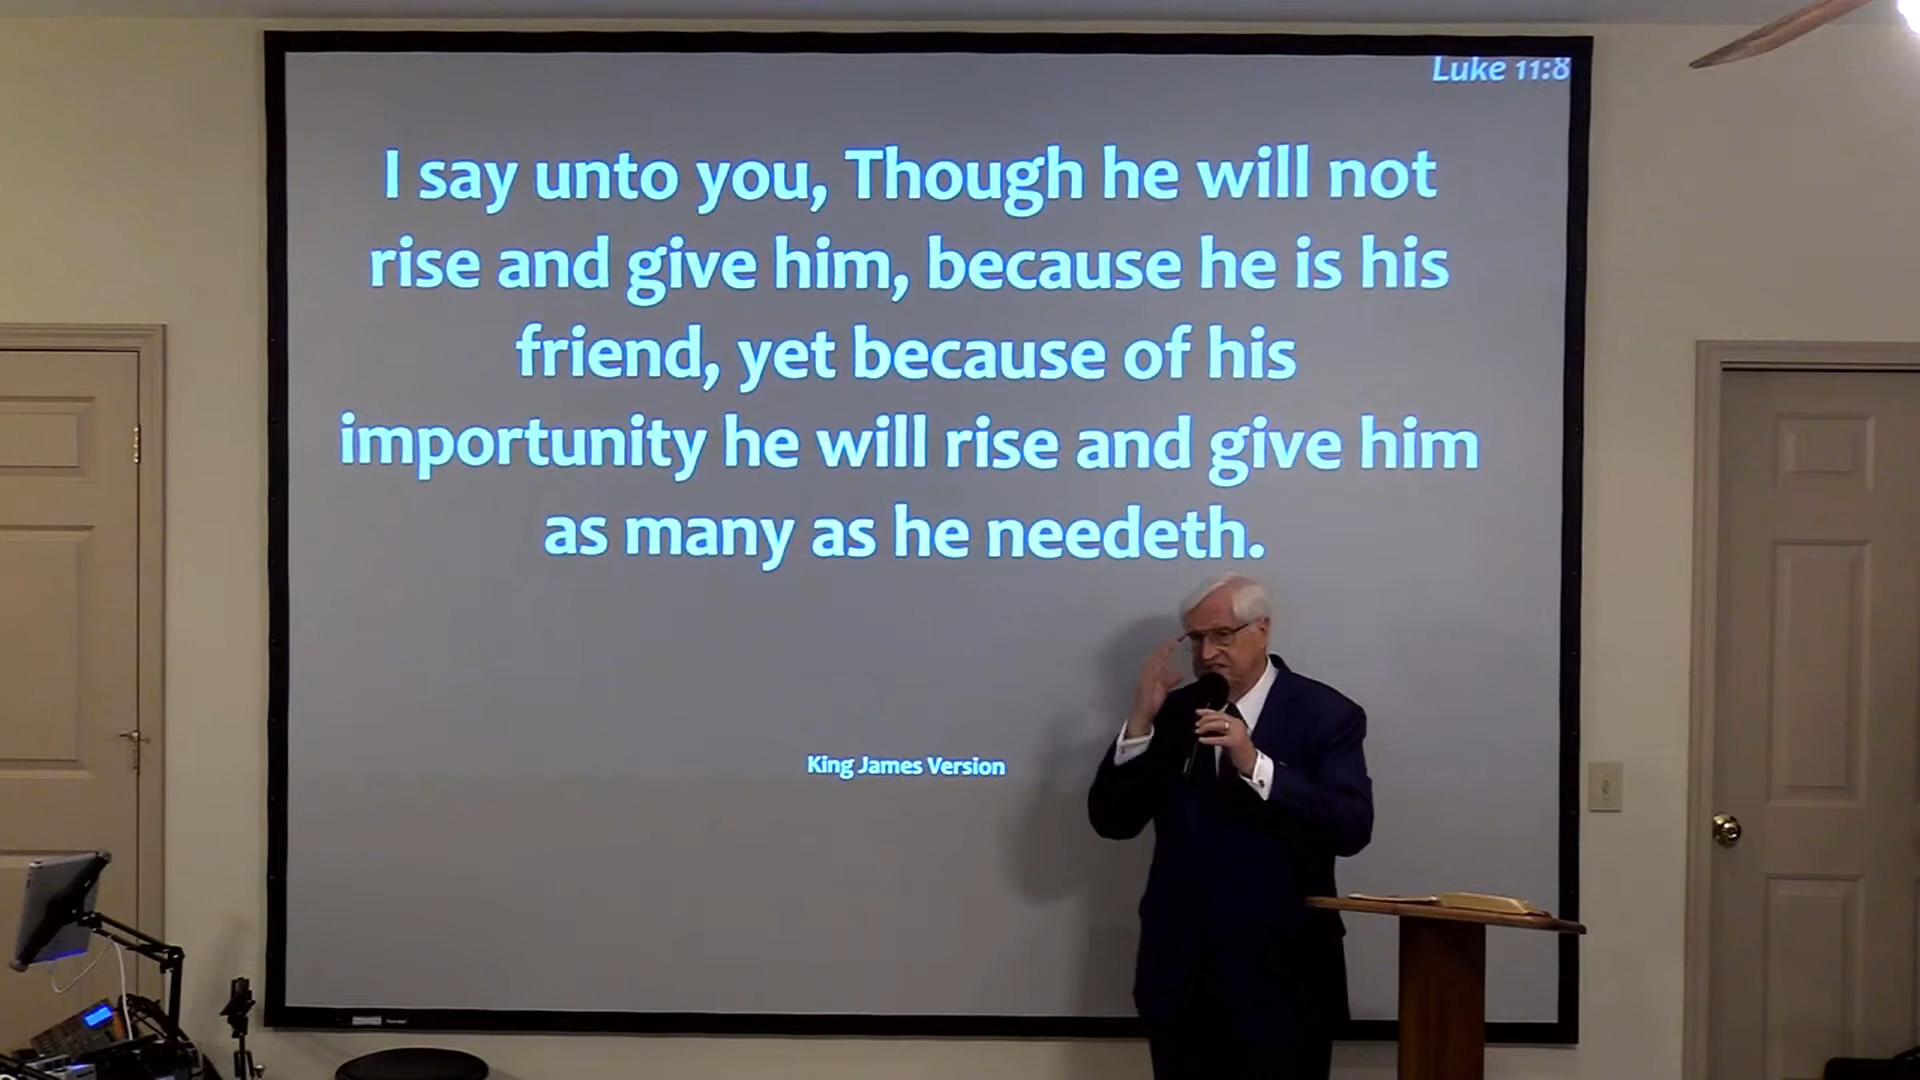 Luke 11:8
I say unto you, Though he will not
rise and give him, because he is his
friend, yet because of his
importunity he will rise and give him
as many as he needeth.
King James Version